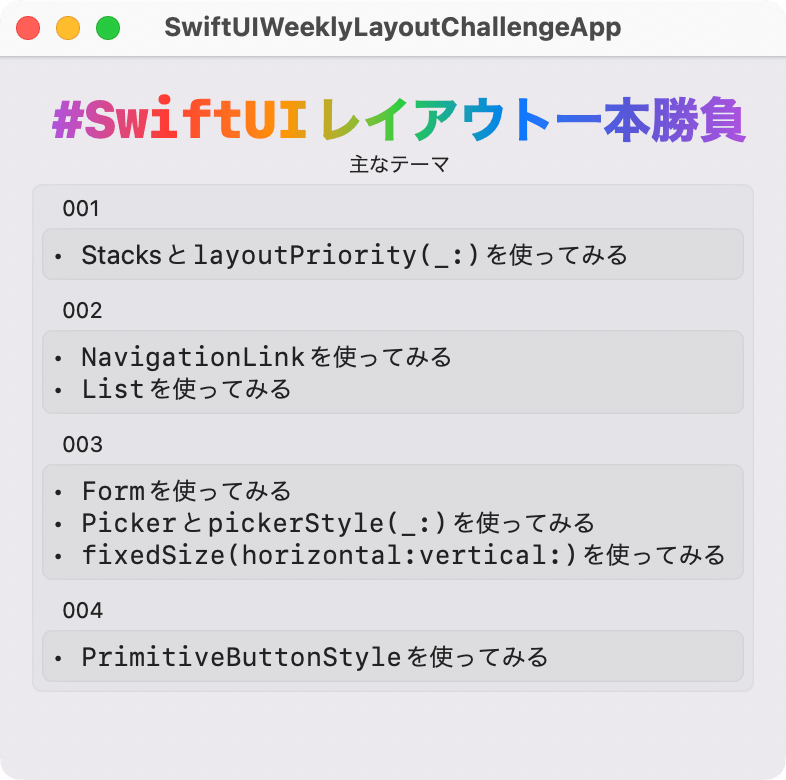 SwiftUIWeeklyLayoutChallengeApp
#SwiftUIレイアウト一本勝負
主なテーマ
001
• StacksとlayoutPriority(_:)を使ってみる
002
• NavigationLinkを使ってみる
• Listを使ってみる
003
• Formを使ってみる
• PickerとpickerStyle(_:)を使ってみる
• fixedSize(horizontal:vertical:)を使ってみる
004
• PrimitiveButtonStyleを使ってみる